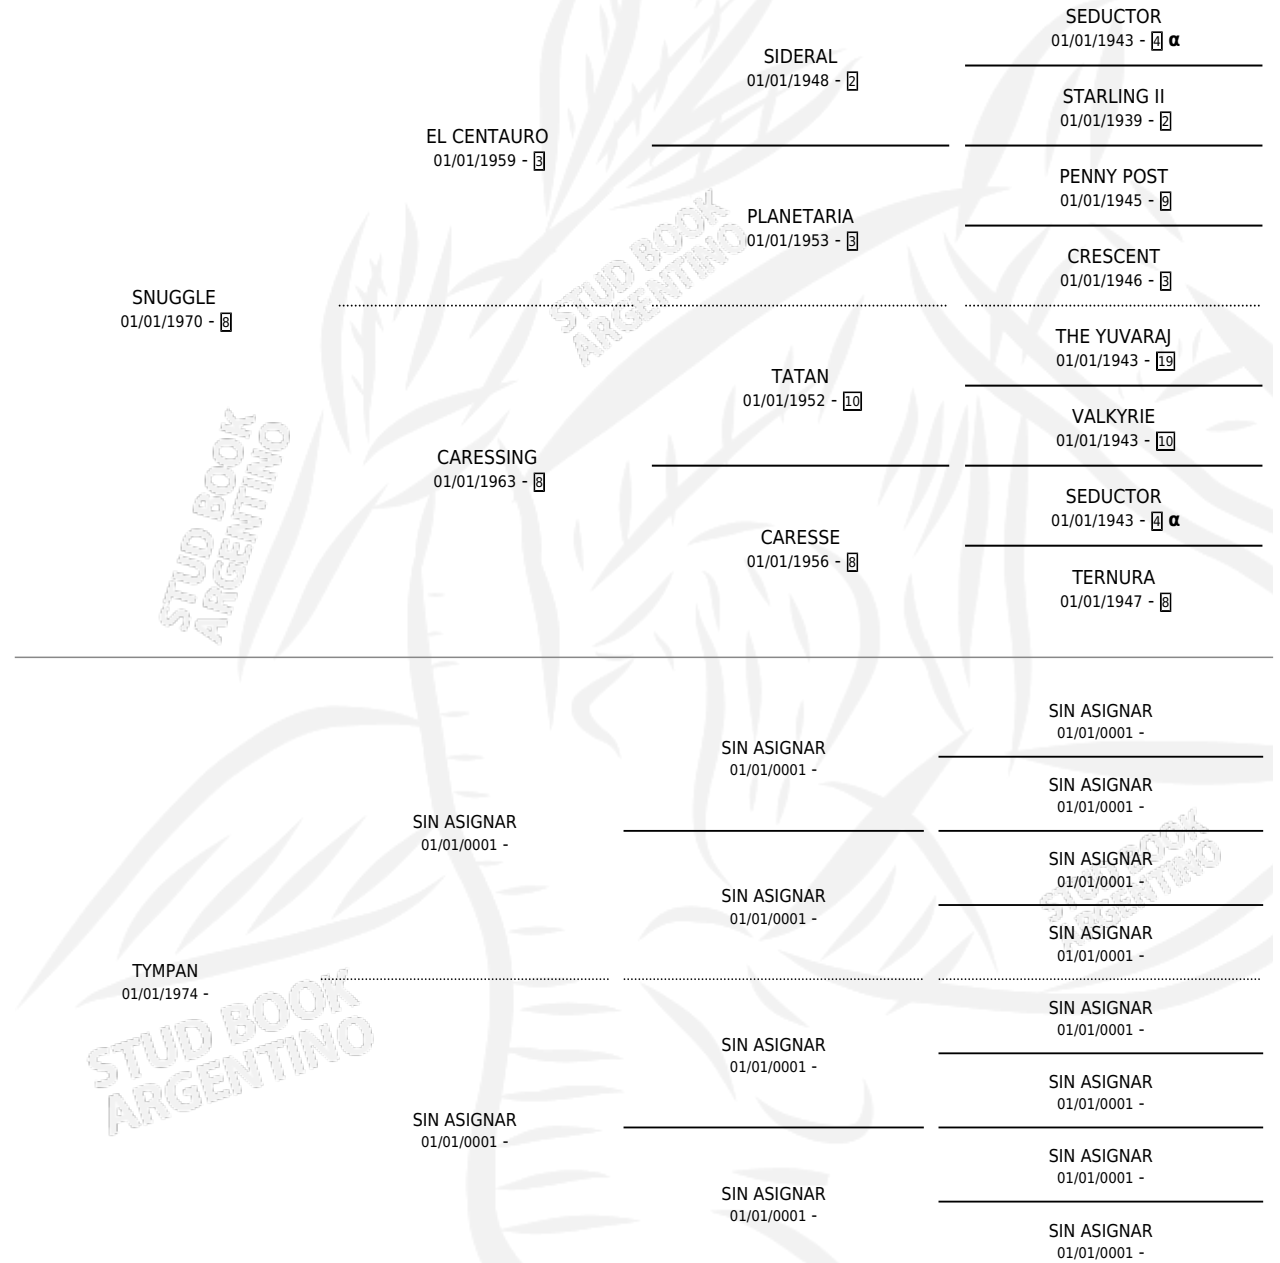 SEDUCTOR
01/01/1943 - 4 α
SIDERAL
01/01/1948 - 2
STARLING II
01/01/1939 - 2
EL CENTAURO
01/01/1959 - 3
PENNY POST
01/01/1945 - 9
PLANETARIA
01/01/1953 - 3
CRESCENT
01/01/1946 - 3
SNUGGLE
01/01/1970 - 8
THE YUVARAJ
01/01/1943 - 19
TATAN
01/01/1952 - 10
VALKYRIE
01/01/1943 - 10
CARESSING
01/01/1963 - 8
SEDUCTOR
01/01/1943 - 4 α
CARESSE
01/01/1956 - 8
TERNURA
01/01/1947 - 8
STUD BOOK
ARGENTINO
STUD BOOK
ARGENTINO
SIN ASIGNAR
01/01/0001 -
SIN ASIGNAR
01/01/0001 -
SIN ASIGNAR
01/01/0001 -
SIN ASIGNAR
01/01/0001 -
SIN ASIGNAR
01/01/0001 -
SIN ASIGNAR
01/01/0001 -
SIN ASIGNAR
01/01/0001 -
TYMPAN
01/01/1974 -
SIN ASIGNAR
01/01/0001 -
SIN ASIGNAR
01/01/0001 -
SIN ASIGNAR
01/01/0001 -
SIN ASIGNAR
01/01/0001 -
SIN ASIGNAR
01/01/0001 -
SIN ASIGNAR
01/01/0001 -
SIN ASIGNAR
01/01/0001 -
STUD BOOK
ARGENTINO
STUD BOOK
ARGENTINO